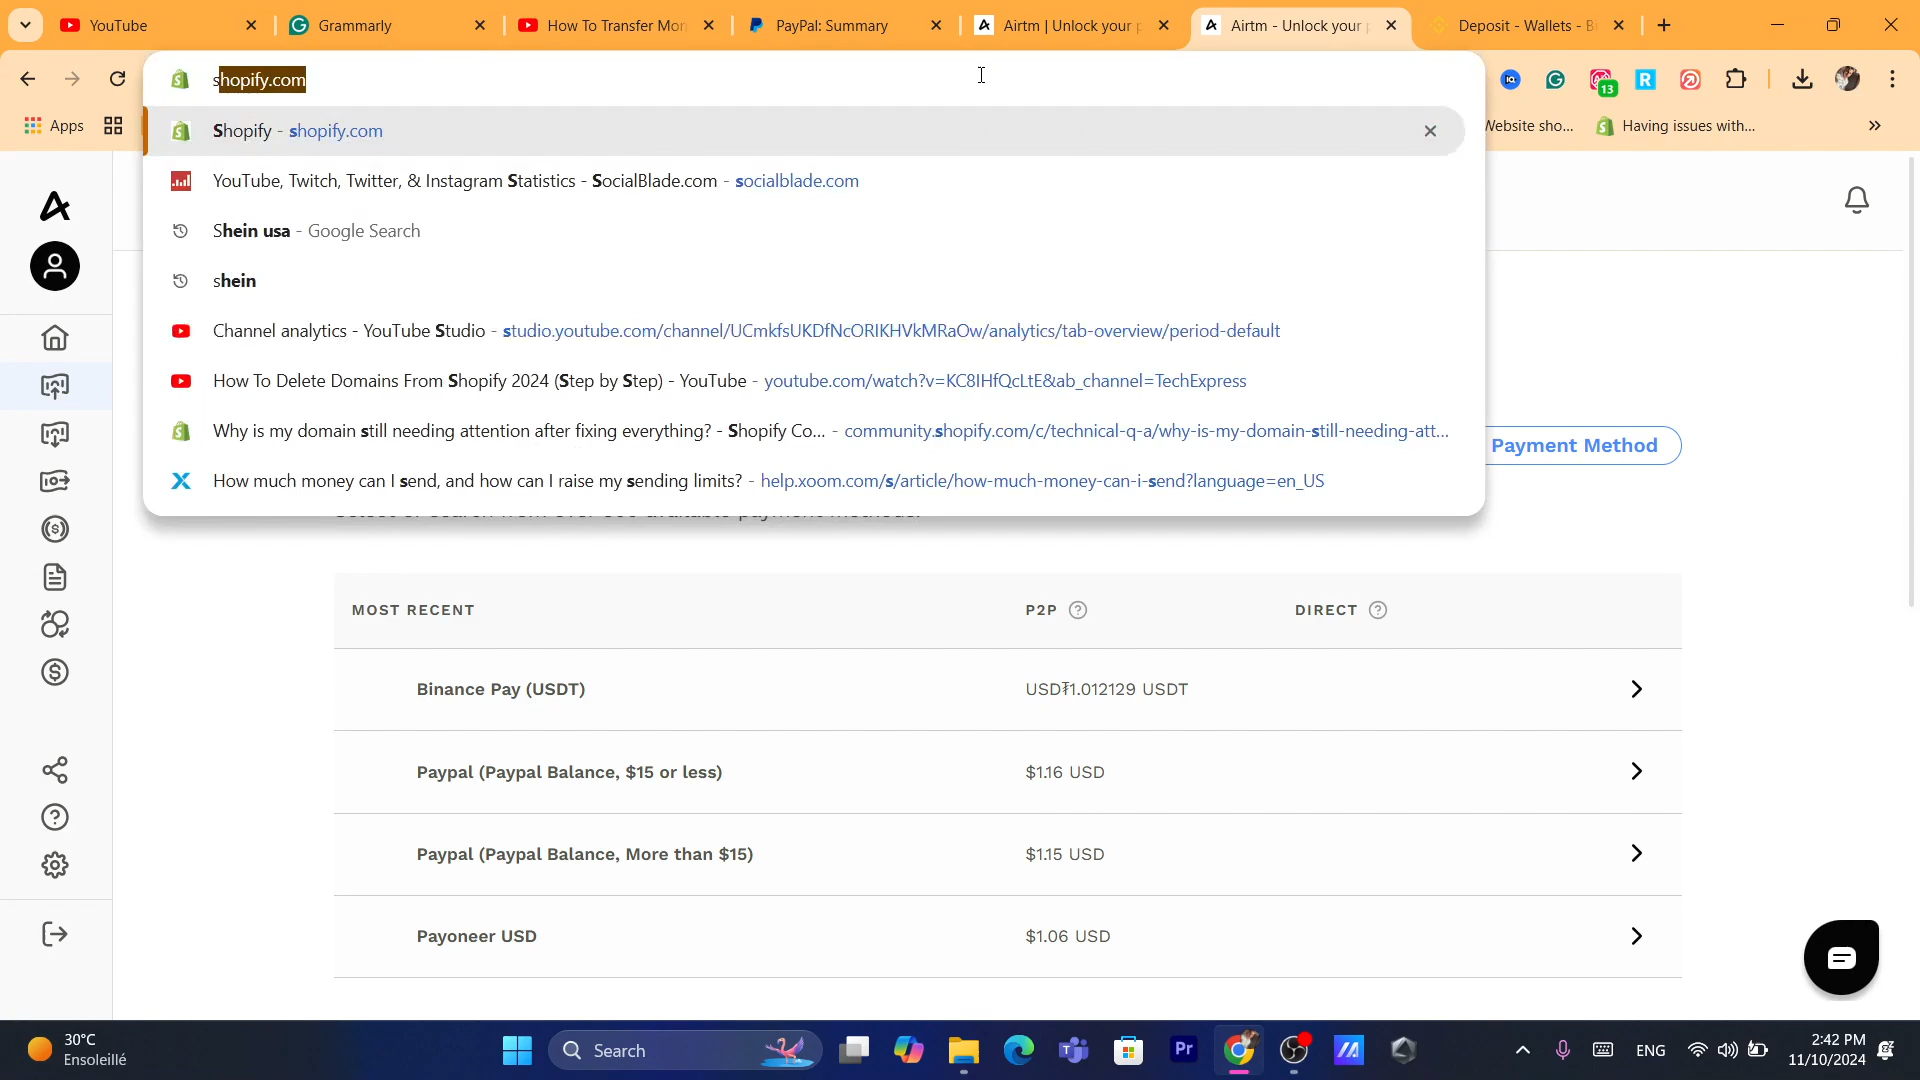 YouTube
Grammarly
How To Transfer Mon
PayPal: Summary
Airtm | Unlock your p
Airtm - Unlock your p
Deposit - Wallets - Bi
shopify.com
13
Apps
Website sho...
Having issues with...
Shopify - shopify.com
YouTube, Twitch, Twitter, & Instagram Statistics - SocialBlade.com - socialblade.com
Shein usa - Google Search
shein
Channel analytics - YouTube Studio - studio.youtube.com/channel/UCmkfsUKDfNcORIKHVkMRaOw/analytics/tab-overview/period-default
How To Delete Domains From Shopify 2024 (Step by Step) - YouTube - youtube.com/watch?v=KC8IHfQcLtE&ab_channel=TechExpress
Why is my domain still needing attention after fixing everything? - Shopify Co... - community.shopify.com/c/technical-q-a/why-is-my-domain-still-needing-att...
How much money can I send, and how can I raise my sending limits? - help.xoom.com/s/article/how-much-money-can-i-send?language=en_US
Payment Method
MOST RECENT
P2P
DIRECT
Binance Pay (USDT)
USD₮1.012129 USDT
Paypal (Paypal Balance, $15 or less)
$1.16 USD
Paypal (Paypal Balance, More than $15)
$1.15 USD
Payoneer USD
$1.06 USD
30°C
Ensoleillé
Search
Pr
ENG
2:42 PM
11/10/2024